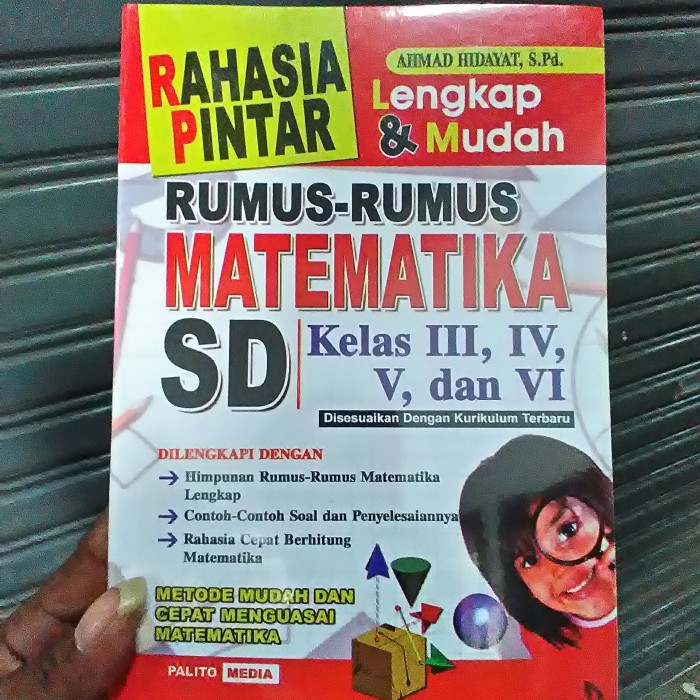 RAHASIA
PINTAR
AHMAD HIDAYAT, S.Pd.
Lengkap
& Mudah
RUMUS-RUMUS
MATEMATIKA
SD
Kelas III, IV,
V, dan VI
Disesuaikan Dengan Kurikulum Terbaru
DILENGKAPI DENGAN
→ Himpunan Rumus-Rumus Matematika
Lengkap
→ Contoh-Contoh Soal dan Penyelesaiannya
→ Rahasia Cepat Berhitung
Matematika
METODE MUDAH DAN
CEPAT MENGUASAI
MATEMATIKA
PALITO MEDIA